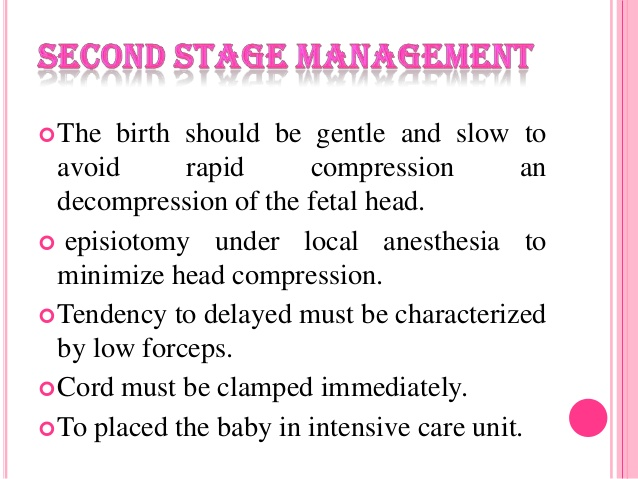 SECOND STAGE MANAGEMENT
The birth should be gentle and slow to
avoid rapid compression an
decompression of the fetal head.
episiotomy under local anesthesia to
minimize head compression.
Tendency to delayed must be characterized
by low forceps.
Cord must be clamped immediately.
To placed the baby in intensive care unit.